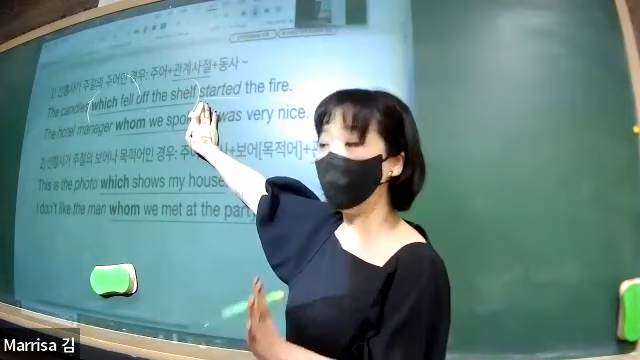 1) 선행사가 주절의 주어인 경우: 주어+관계사절+동사 ~
The candles which fell off the shelf started the fire.
The hotel manager whom we was very nice.
2) 선행사가 주절의 보어나 목적어인 경우: +보어[목적어]+
This is the photo which shows my house
I don't like the man whom we met at the party
Marrisa 김